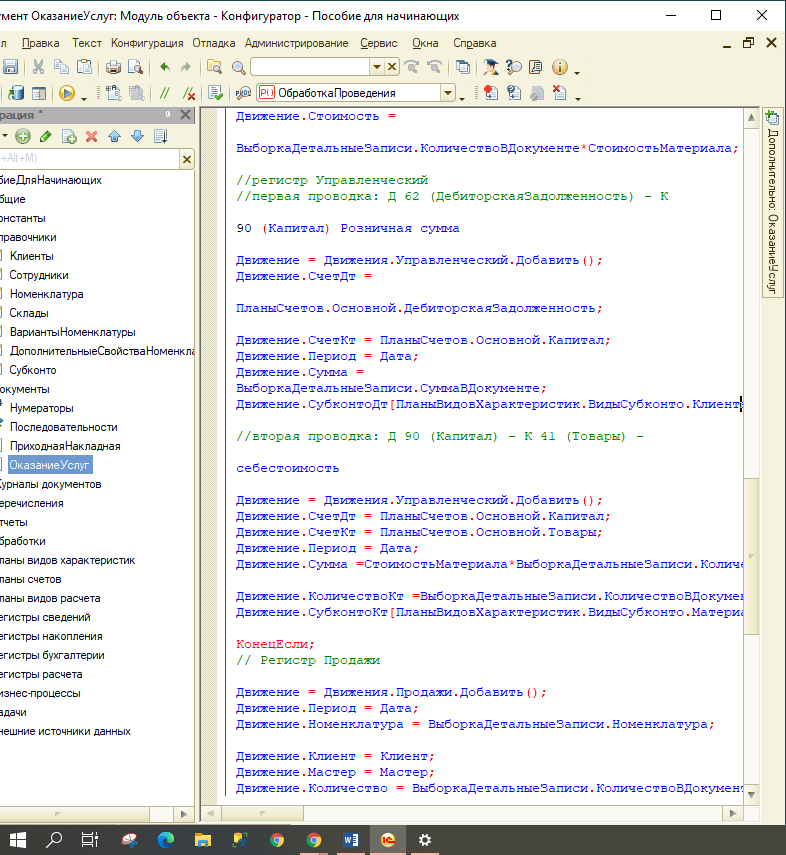 умент ОказаниеУслуг: Модуль объекта - Конфигуратор - Пособие для начинающих
л Правка Текст Конфигурация Отладка Администрирование Сервис Окна Справка
ОбработкаПроведения
рация *
+Alt+M)
биеДляНачинающих
бщие
онстанты
правочники
Клиенты
Сотрудники
Номенклатура
Склады
ВариантыНоменклатуры
ДополнительныеСвойстваНоменкла
Субконто
окументы
Нумераторы
Последовательности
ПриходнаяНакладная
ОказаниеУслуг
Журналы документов
еречисления
тчеты
бработки
ланы видов характеристик
ланы счетов
ланы видов расчета
егистры сведений
егистры накопления
егистры бухгалтерии
егистры расчета
изнес-процессы
адачи
нешние источники данных
Движение.Стоимость =
ВыборкаДетальныеЗаписи.КоличествоВДокументе*СтоимостьМатериала;
//регистр Управленческий
//первая проводка: Д 62 (ДебиторскаяЗадолженность) - К
90 (Капитал) Розничная сумма
Движение = Движения.Управленческий.Добавить();
Движение.СчетДт =
ПланыСчетов.Основной.ДебиторскаяЗадолженность;
Движение.СчетКт = ПланыСчетов.Основной.Капитал;
Движение.Период = Дата;
Движение.Сумма =
ВыборкаДетальныеЗаписи.СуммаВДокументе;
Движение.СубконтоДт[ПланыВидовХарактеристик.ВидыСубконто.Клиент
//вторая проводка: Д 90 (Капитал) - К 41 (Товары) -
себестоимость
Движение = Движения.Управленческий.Добавить();
Движение.СчетДт = ПланыСчетов.Основной.Капитал;
Движение.СчетКт = ПланыСчетов.Основной.Товары;
Движение.Период = Дата;
Движение.Сумма =СтоимостьМатериала*ВыборкаДетальныеЗаписи.Количе
Движение.КоличествоКт =ВыборкаДетальныеЗаписи.КоличествоВДокумен
Движение.СубконтоКт[ПланыВидовХарактеристик.ВидыСубконто.Материа
КонецЕсли;
// Регистр Продажи
Движение = Движения.Продажи.Добавить();
Движение.Период = Дата;
Движение.Номенклатура = ВыборкаДетальныеЗаписи.Номенклатура;
Движение.Клиент = Клиент;
Движение.Мастер = Мастер;
Движение.Количество = ВыборкаДетальныеЗаписи.КоличествоВДокумент
Дополнительно: ОказаниеУслуг